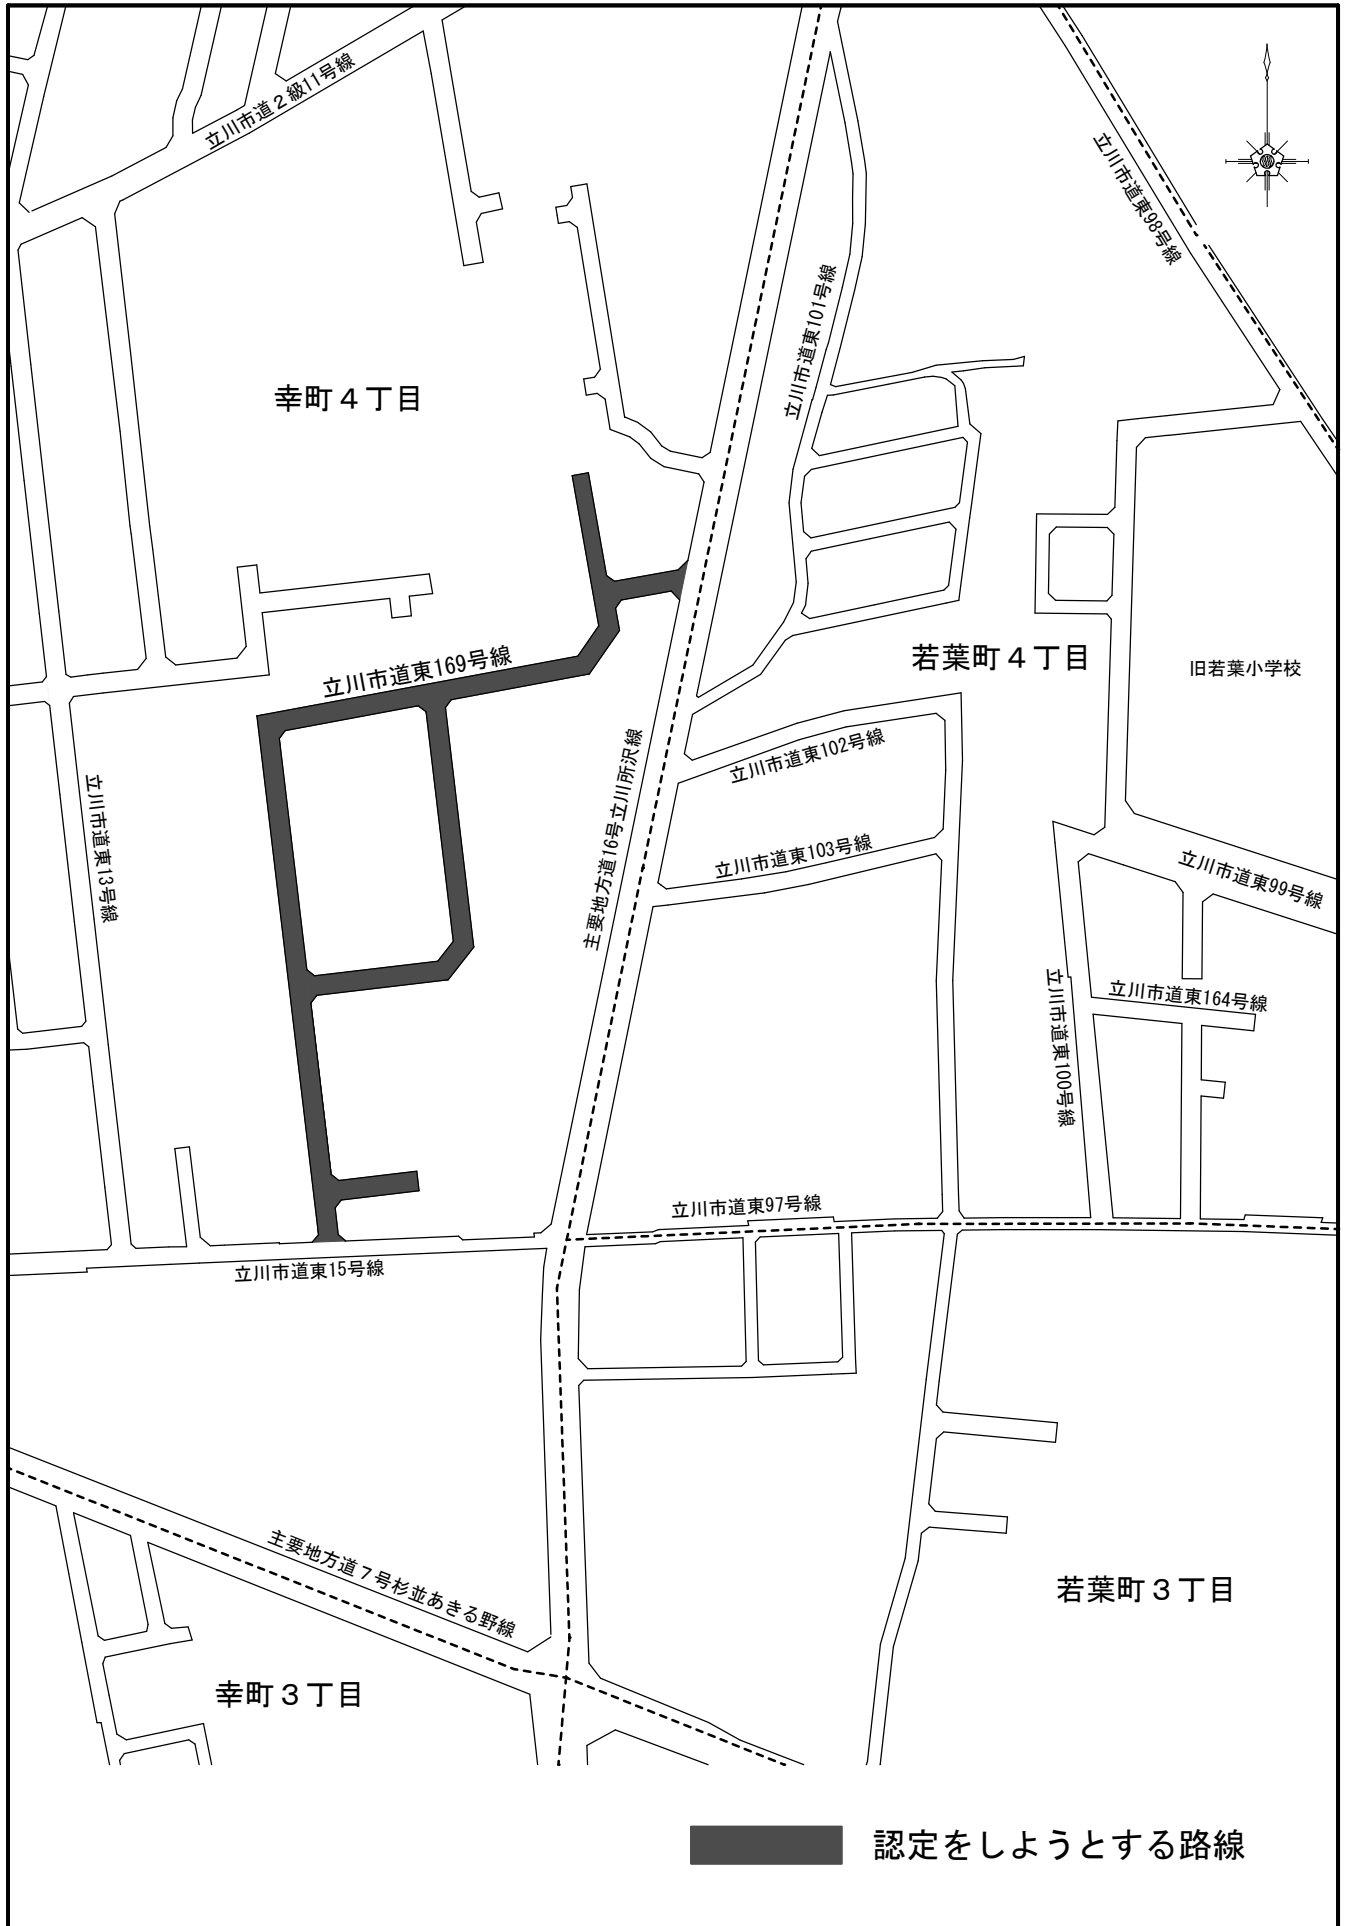 立川市道２級11号線
立川市道東98号線
立川市道東101号線
幸町４丁目
若葉町４丁目
旧若葉小学校
立川市道東169号線
立川市道東102号線
主要地方道16号立川所沢線
立川市道東13号線
立川市道東103号線
立川市道東99号線
立川市道東164号線
立川市道東100号線
立川市道東97号線
立川市道東15号線
主要地方道７号杉並あきる野線
若葉町３丁目
幸町３丁目
認定をしようとする路線